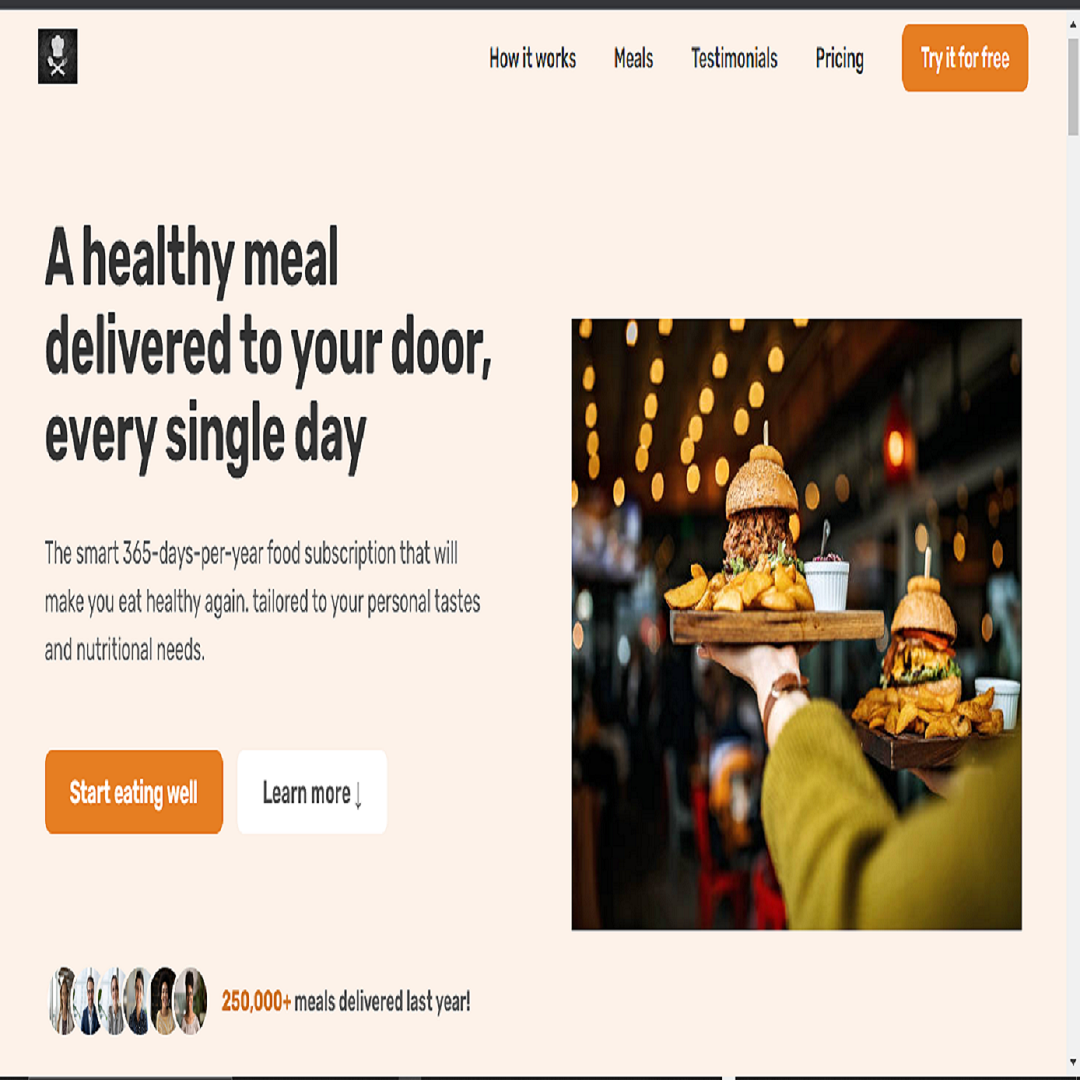 How it works Meals Testimonials Pricing Try it for free
A healthy meal
delivered to your door,
every single day
The smart 365-days-per-year food subscription that will
make you eat healthy again. tailored to your personal tastes
and nutritional needs.
Start eating well Learn more ↓
250,000+ meals delivered last year!